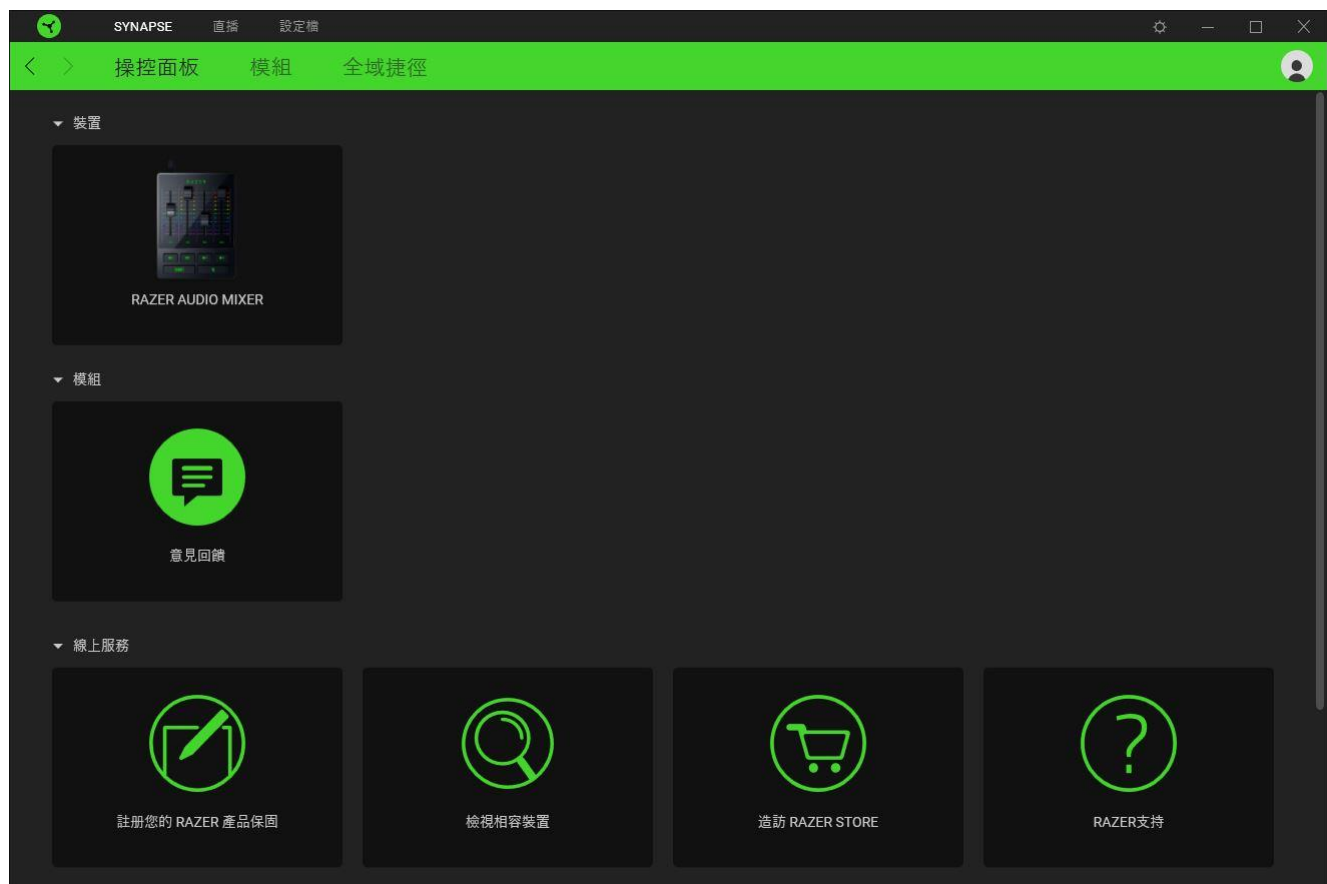 SYNAPSE 直播 設定檔
操控面板 模組 全域捷徑
裝置
RAZER
RAZER AUDIO MIXER
模組
意見回饋
線上服務
註册您的 RAZER 產品保固
檢視相容裝置
造訪 RAZER STORE
RAZER支持